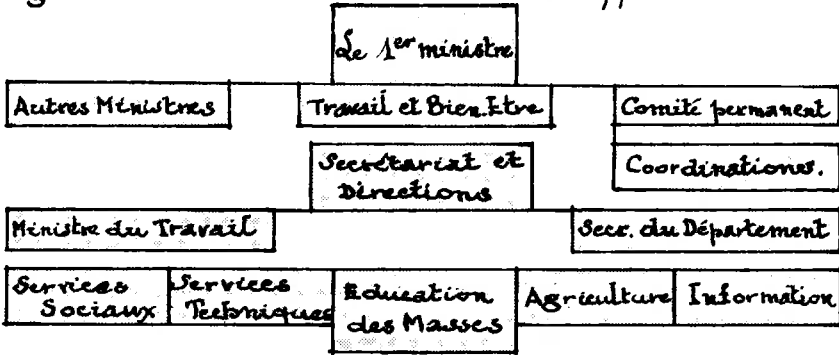 Le 1er ministre
Autres Ministres
Travail et Bien.Etre
Comité permanent
Secrétariat et
Directions
Coordinations.
Ministre du Travail
Secr. du Département
Services
Sociaux
Services
Techniques
Education
des Masses
Agriculture
Information